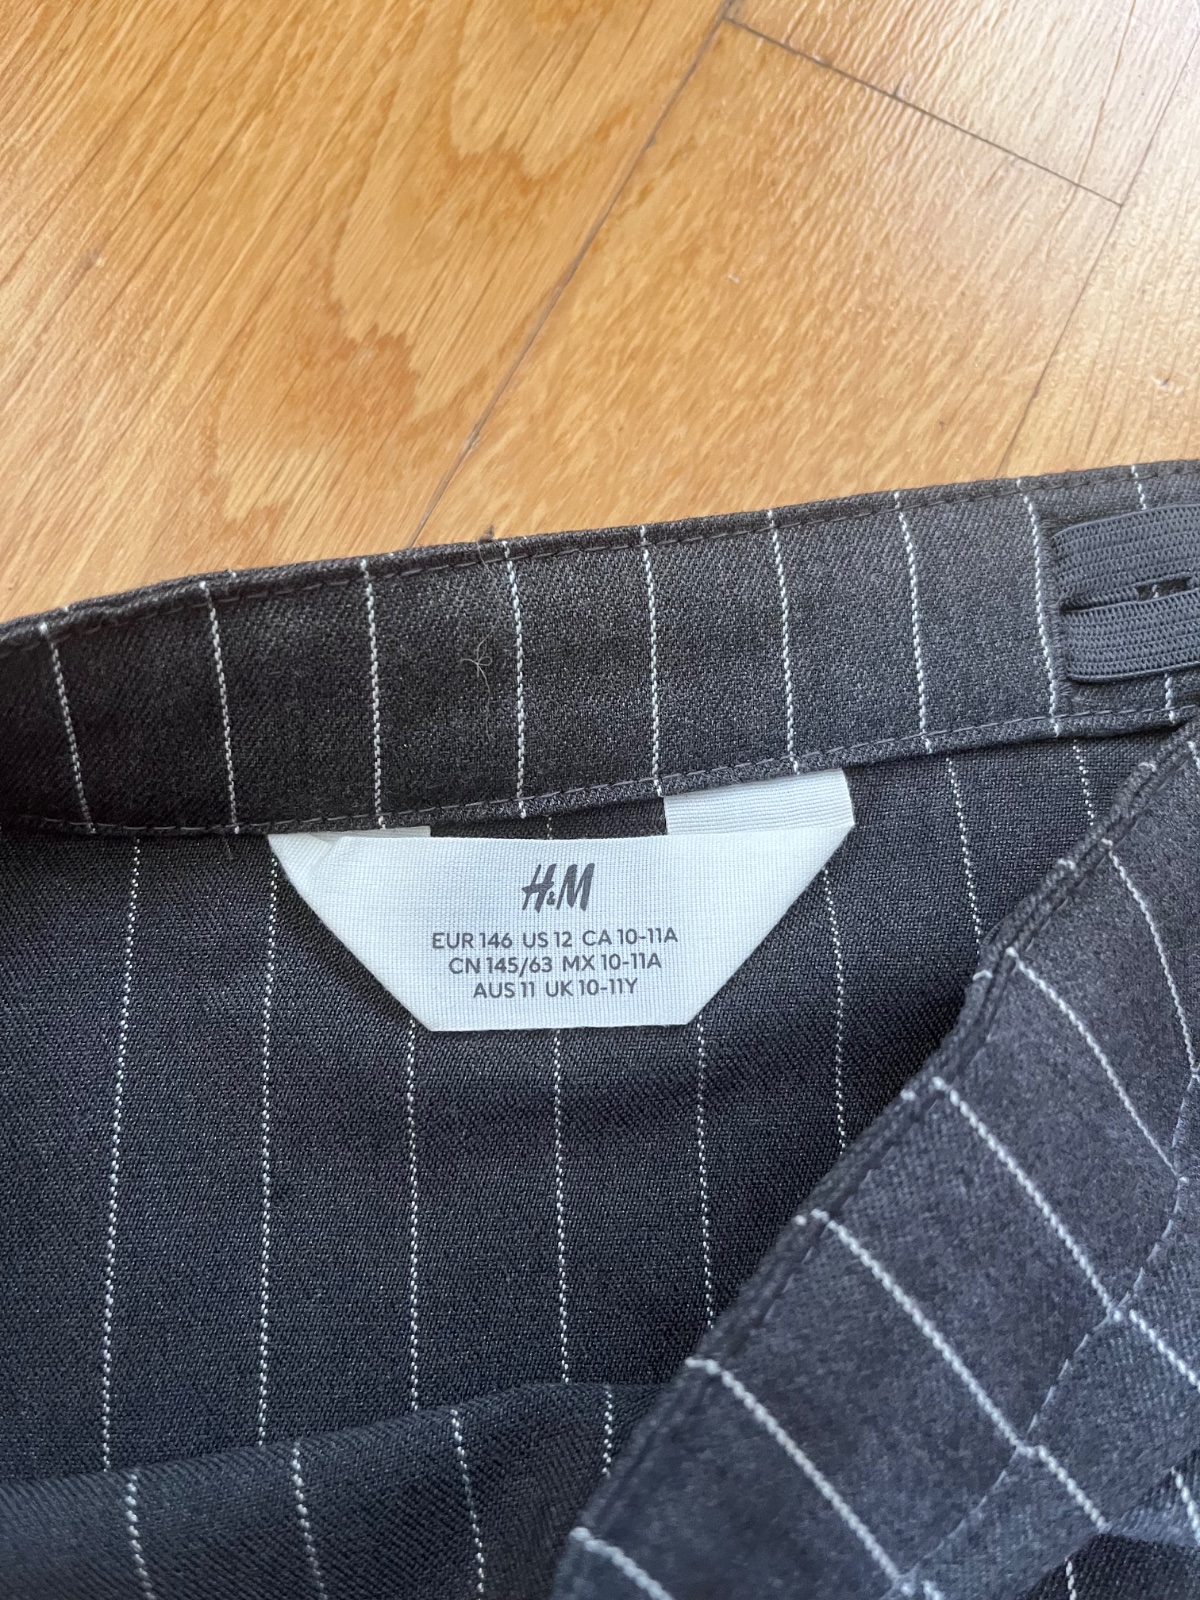 H&M
EUR 146 US 12 CA 10-11A
CN 145/63 MX 10-11A
AUS 11 UK 10-11Y